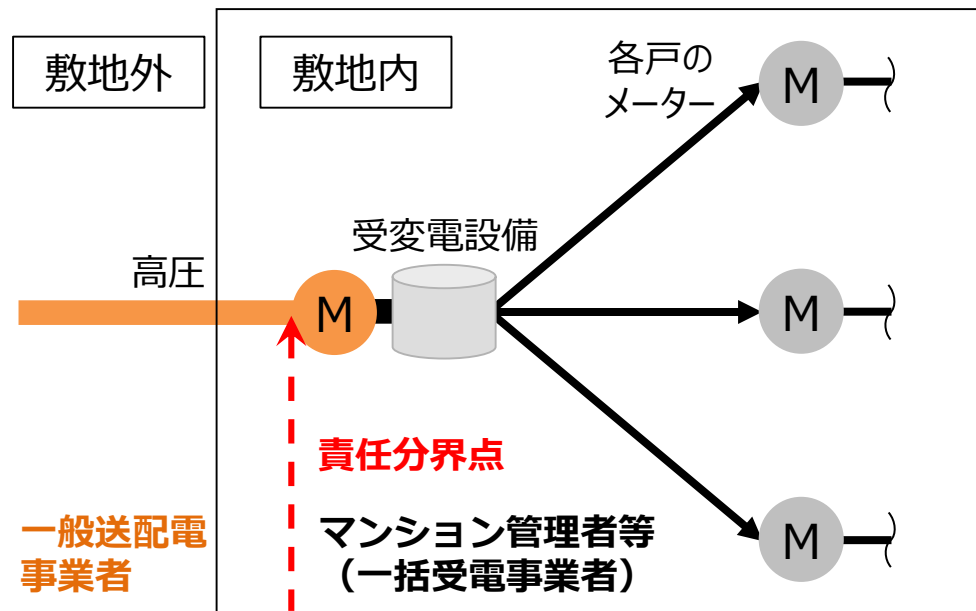 敷地外
敷地内
各戸の
メーター
M
受変電設備
高圧
M
M
責任分界点
一般送配電
事業者
マンション管理者等
（一括受電事業者）
M